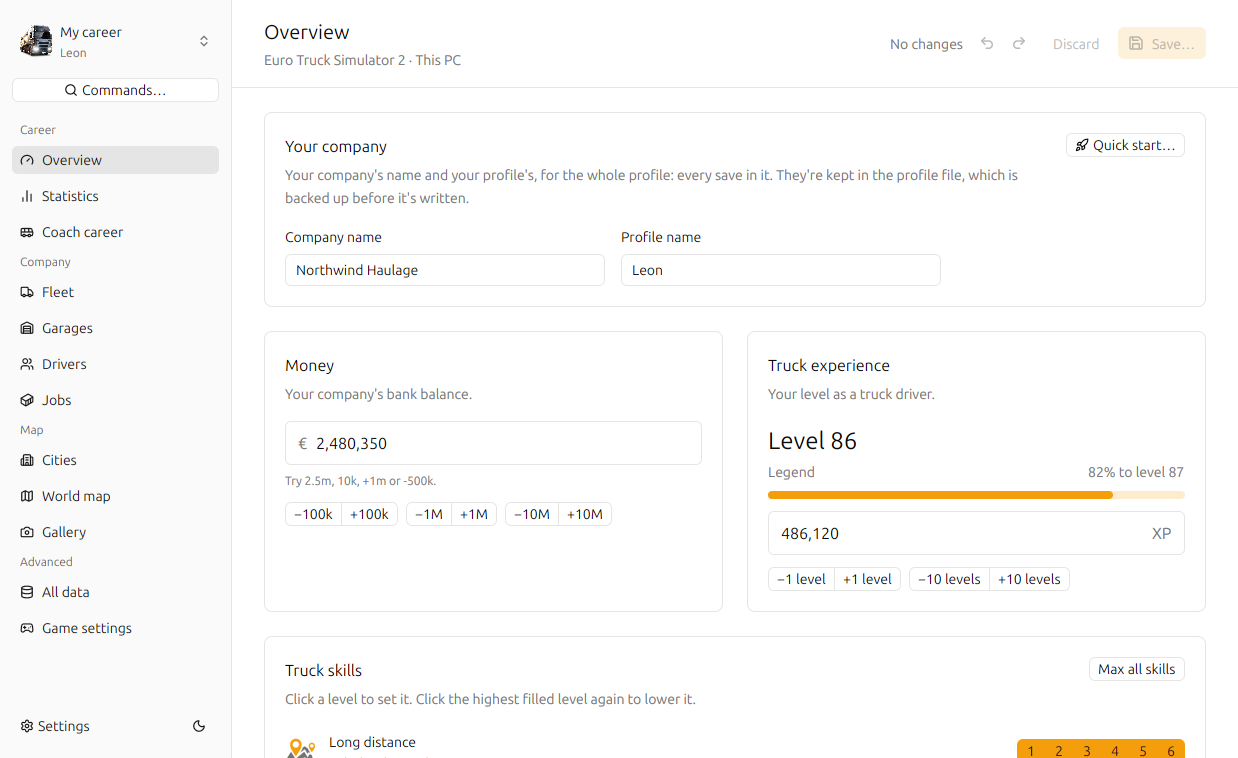 My career
Leon
Commands...
Career
Overview
Statistics
Coach career
Company
Fleet
Garages
Drivers
Jobs
Map
Cities
World map
Gallery
Advanced
All data
Game settings
Settings
Overview
Euro Truck Simulator 2 · This PC
No changes
Discard
Save...
Your company
Quick start...
Your company's name and your profile's, for the whole profile: every save in it. They're kept in the profile file, which is
backed up before it's written.
Company name
Profile name
Northwind Haulage
Leon
Money
Your company's bank balance.
€ 2,480,350
Try 2.5m, 10k, +1m or -500k.
−100k +100k −1M +1M −10M +10M
Truck experience
Your level as a truck driver.
Level 86
Legend
82% to level 87
486,120 XP
−1 level +1 level −10 levels +10 levels
Truck skills
Max all skills
Click a level to set it. Click the highest filled level again to lower it.
Long distance
1 2 3 4 5 6